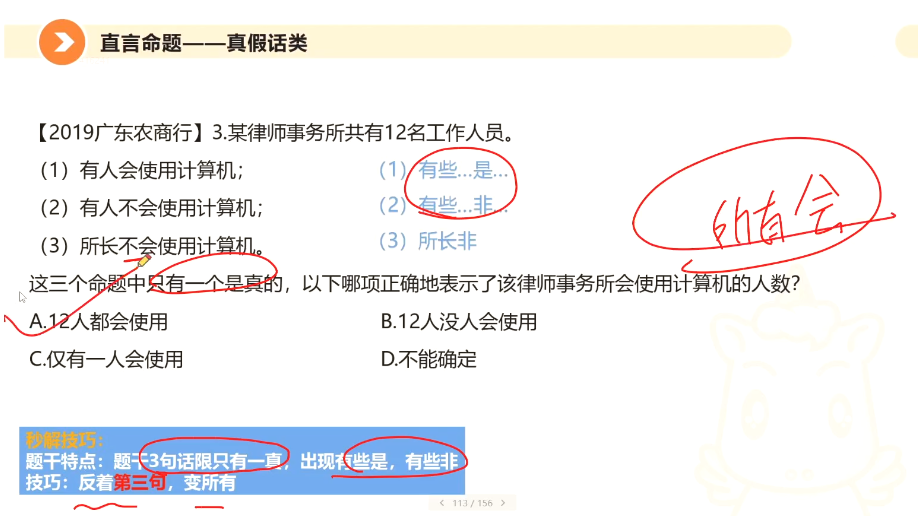 直言命题——真假话类
【2019广东农商行】3.某律师事务所共有12名工作人员。
（1）有人会使用计算机；
（1）有些...是...
（2）有人不会使用计算机；
（2）有些...非...
（3）所长不会使用计算机。
（3）所长非
所有会
这三个命题中只有一个是真的，以下哪项正确地表示了该律师事务所会使用计算机的人数？
A.12人都会使用
B.12人没人会使用
C.仅有一人会使用
D.不能确定
秒解技巧：
题干特点：题干3句话限只有一真，出现有些是，有些非
技巧：反着第三句，变所有
113 / 156